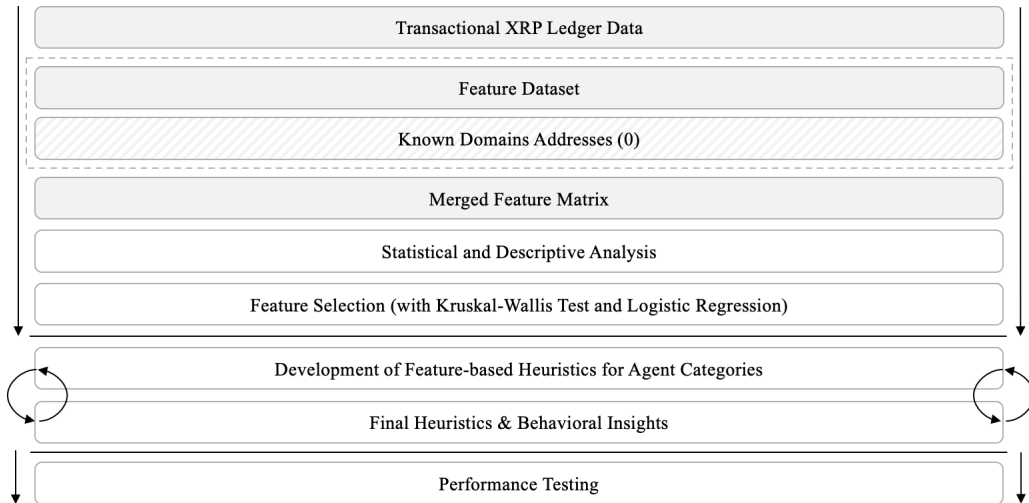 Transactional XRP Ledger Data
Feature Dataset
Known Domains Addresses (0)
Merged Feature Matrix
Statistical and Descriptive Analysis
Feature Selection (with Kruskal-Wallis Test and Logistic Regression)
Development of Feature-based Heuristics for Agent Categories
Final Heuristics & Behavioral Insights
Performance Testing